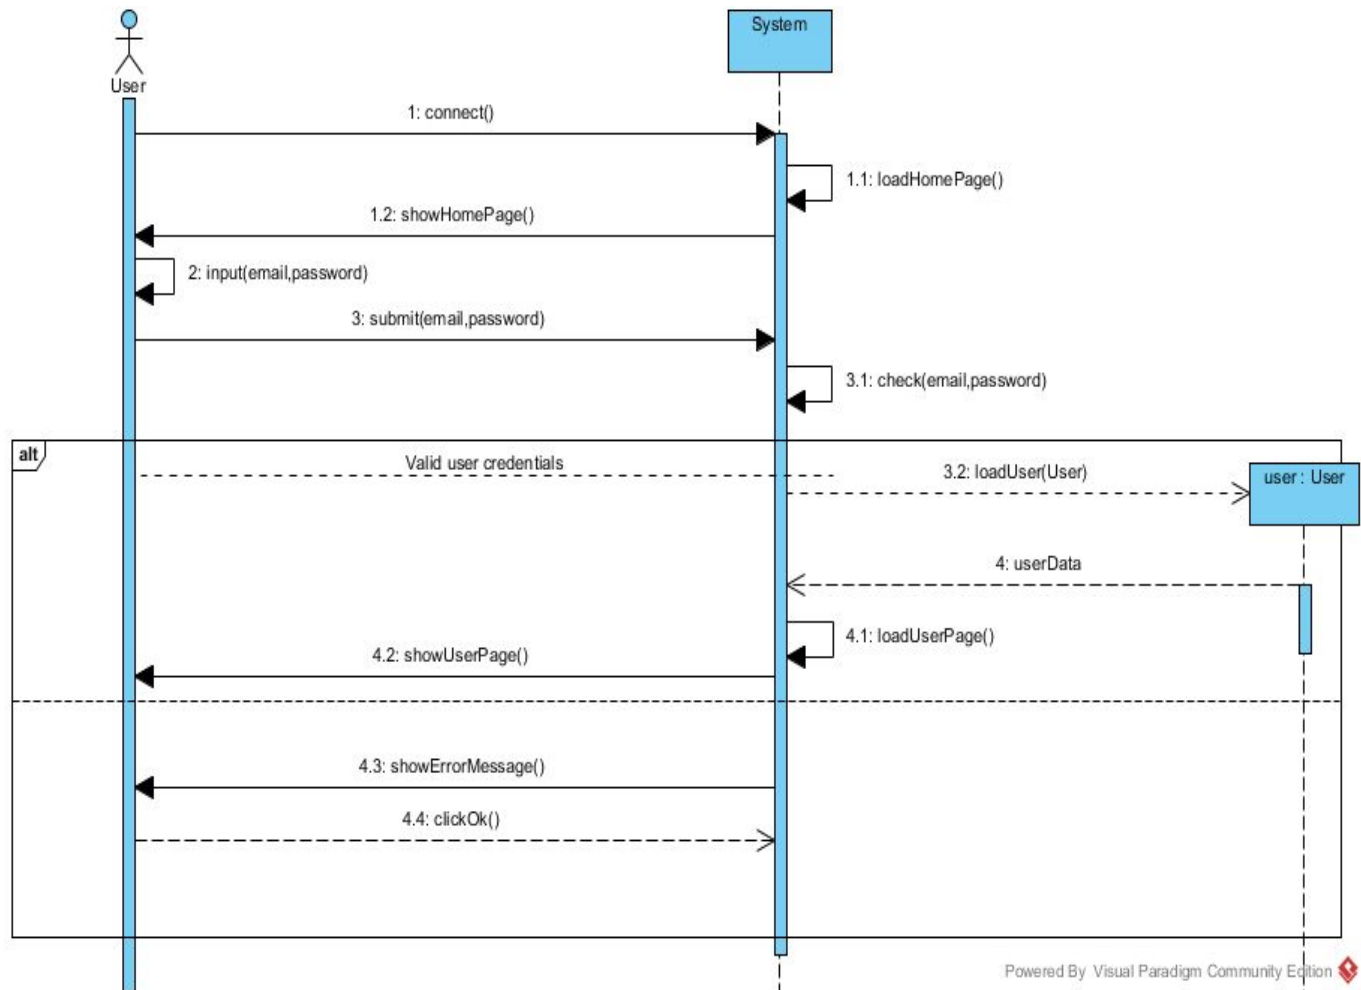 System
User
1: connect()
1.1: loadHomePage()
1.2: showHomePage()
2: input(email,password)
3: submit(email,password)
3.1: check(email,password)
alt
Valid user credentials
3.2: loadUser(User)
user : User
4: userData
4.1: loadUserPage()
4.2: showUserPage()
4.3: showErrorMessage()
4.4: clickOk()
Powered By Visual Paradigm Community Edition